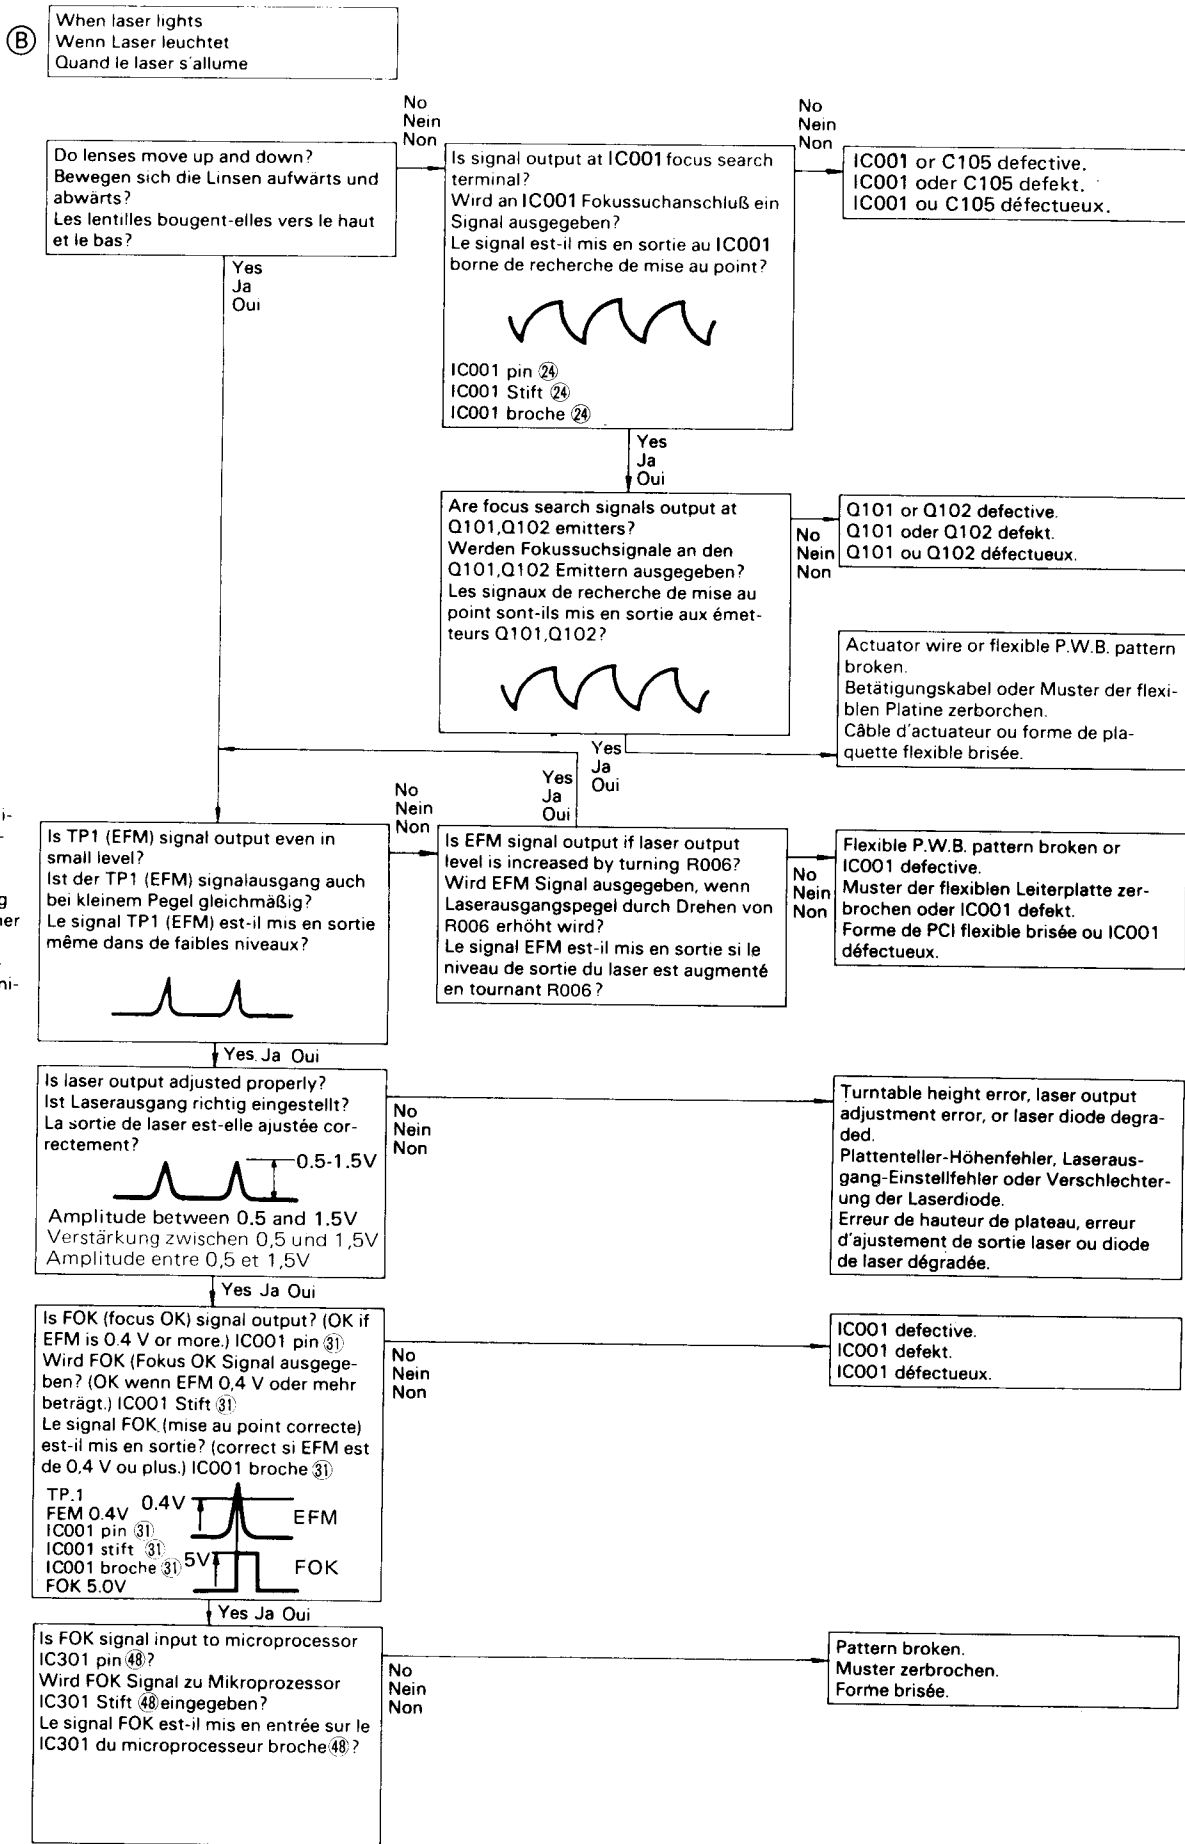 Ⓑ
When laser lights
Wenn Laser leuchtet
Quand le laser s'allume
No
Nein
Non
No
Nein
Non
Do lenses move up and down?
Bewegen sich die Linsen aufwärts und
abwärts?
Les lentilles bougent-elles vers le haut
et le bas?
Is signal output at IC001 focus search
terminal?
Wird an IC001 Fokussuchanschluß ein
Signal ausgegeben?
Le signal est-il mis en sortie au IC001
borne de recherche de mise au point?
IC001 pin ㉔
IC001 Stift ㉔
IC001 broche ㉔
IC001 or C105 defective.
IC001 oder C105 defekt.
IC001 ou C105 défectueux.
Yes
Ja
Oui
Yes
Ja
Oui
Are focus search signals output at
Q101,Q102 emitters?
Werden Fokussuchsignale an den
Q101,Q102 Emittern ausgegeben?
Les signaux de recherche de mise au
point sont-ils mis en sortie aux émet-
teurs Q101,Q102?
No
Nein
Non
Q101 or Q102 defective.
Q101 oder Q102 defekt.
Q101 ou Q102 défectueux.
Actuator wire or flexible P.W.B. pattern
broken.
Betätigungskabel oder Muster der flexi-
blen Platine zerborchen.
Câble d'actuateur ou forme de pla-
quette flexible brisée.
Yes
Ja
Oui
Yes
Ja
Oui
No
Nein
Non
i-
-
g
ner
.
ni-
Is TP1 (EFM) signal output even in
small level?
Ist der TP1 (EFM) signalausgang auch
bei kleinem Pegel gleichmäßig?
Le signal TP1 (EFM) est-il mis en sortie
même dans de faibles niveaux?
Is EFM signal output if laser output
level is increased by turning R006?
Wird EFM Signal ausgegeben, wenn
Laserausgangspegel durch Drehen von
R006 erhöht wird?
Le signal EFM est-il mis en sortie si le
niveau de sortie du laser est augmenté
en tournant R006?
No
Nein
Non
Flexible P.W.B. pattern broken or
IC001 defective.
Muster der flexiblen Leiterplatte zer-
brochen oder IC001 defekt.
Forme de PCI flexible brisée ou IC001
défectueux.
Yes Ja Oui
Is laser output adjusted properly?
Ist Laserausgang richtig eingestellt?
La sortie de laser est-elle ajustée cor-
rectement?
0.5-1.5V
Amplitude between 0.5 and 1.5V
Verstärkung zwischen 0,5 und 1,5V
Amplitude entre 0,5 et 1,5V
No
Nein
Non
Turntable height error, laser output
adjustment error, or laser diode degra-
ded.
Plattenteller-Höhenfehler, Laseraus-
gang-Einstellfehler oder Verschlechter-
ung der Laserdiode.
Erreur de hauteur de plateau, erreur
d'ajustement de sortie laser ou diode
de laser dégradée.
Yes Ja Oui
Is FOK (focus OK) signal output? (OK if
EFM is 0.4 V or more.) IC001 pin ㉛
Wird FOK (Fokus OK Signal ausgege-
ben? (OK wenn EFM 0,4 V oder mehr
beträgt.) IC001 Stift ㉛
Le signal FOK (mise au point correcte)
est-il mis en sortie? (correct si EFM est
de 0,4 V ou plus.) IC001 broche ㉛
TP.1
FEM 0.4V
IC001 pin ㉛
IC001 stift ㉛
IC001 broche ㉛
FOK 5.0V
0.4V
EFM
5V
FOK
No
Nein
Non
IC001 defective.
IC001 defekt.
IC001 défectueux.
Yes Ja Oui
Is FOK signal input to microprocessor
IC301 pin ㊽?
Wird FOK Signal zu Mikroprozessor
IC301 Stift ㊽ eingegeben?
Le signal FOK est-il mis en entrée sur le
IC301 du microprocesseur broche ㊽?
No
Nein
Non
Pattern broken.
Muster zerbrochen.
Forme brisée.